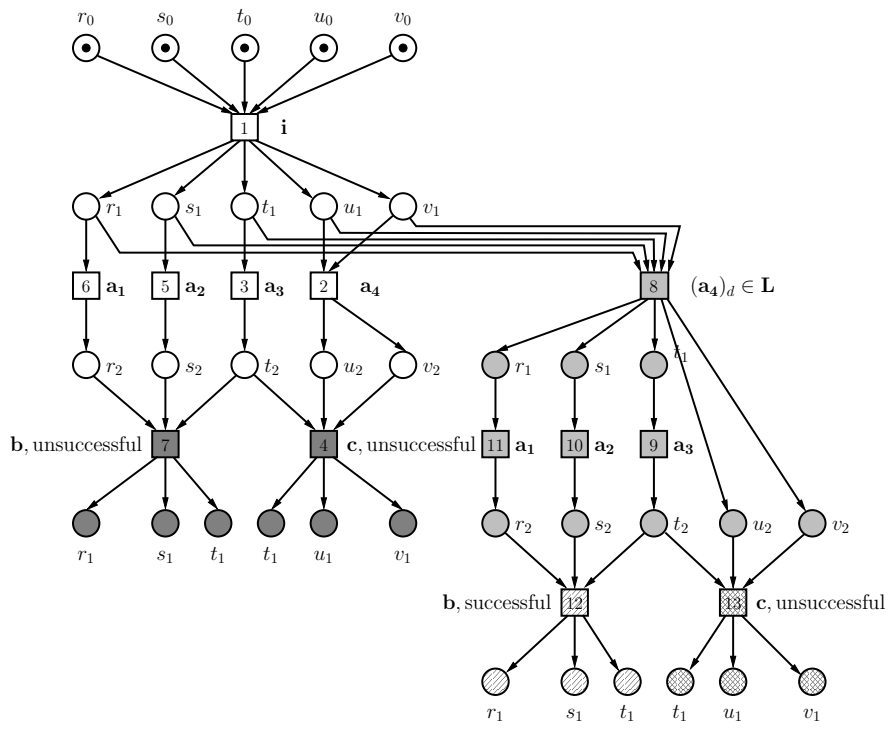 r0 s0 t0 u0 v0
1 i
r1 s1 t1 u1 v1
6 a1 5 a2 3 a3 2 a4 8 (a4)d ∈ L
r2 s2 t2 u2 v2 r1 s1 t1
b, unsuccessful 7 4 c, unsuccessful 11 a1 10 a2 9 a3
r2 s2 t2 u2 v2
r1 s1 t1 t1 u1 v1
b, successful 12 13 c, unsuccessful
r1 s1 t1 t1 u1 v1